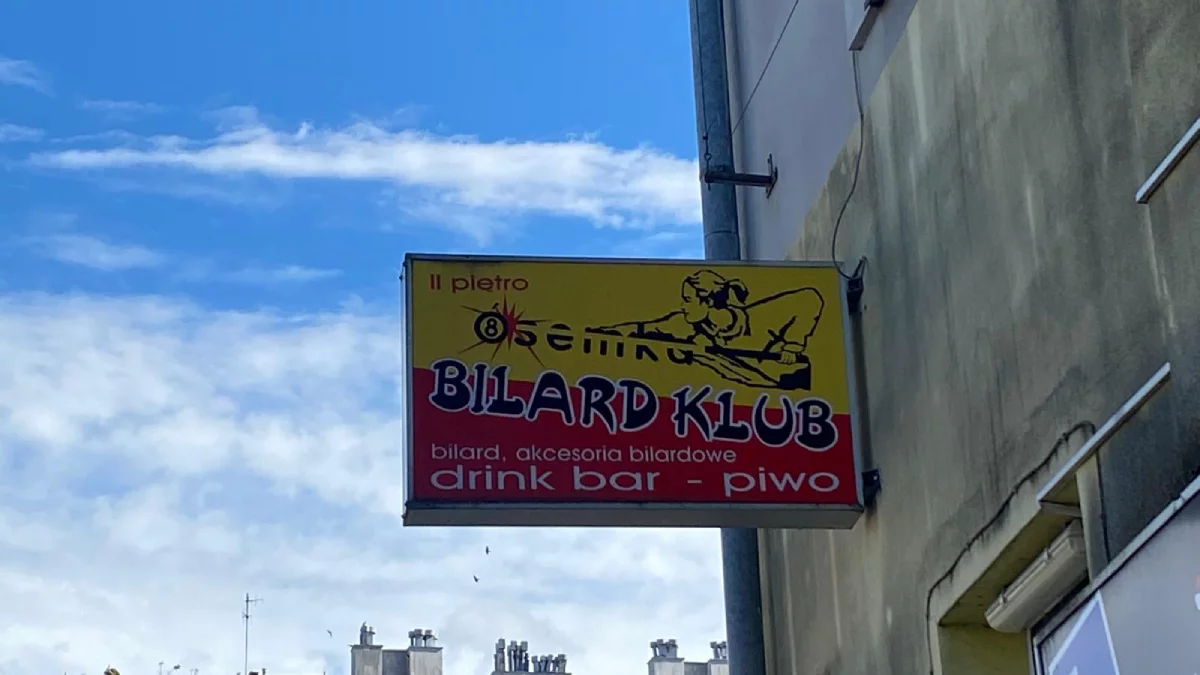 II piętro
Ósemka
BILARD KLUB
bilard, akcesoria bilardowe
drink bar - piwo